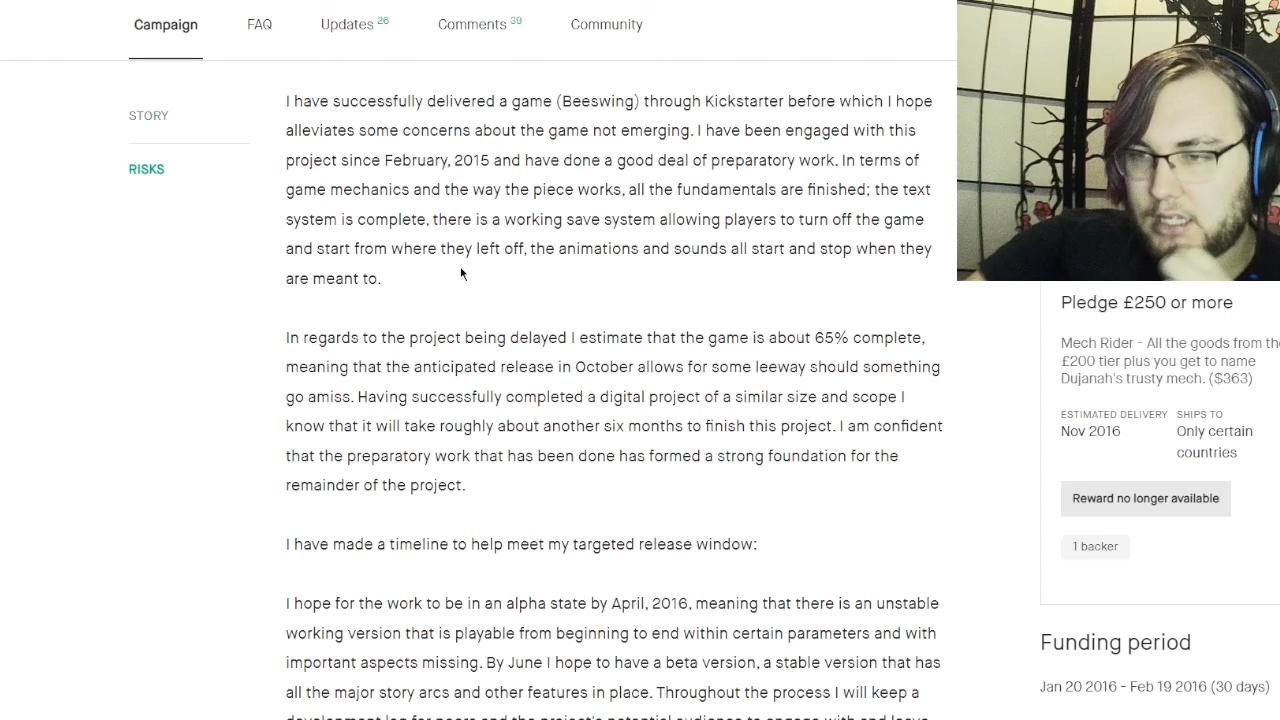 Campaign FAQ Updates 26 Comments 39 Community
STORY
RISKS
I have successfully delivered a game (Beeswing) through Kickstarter before which I hope
alleviates some concerns about the game not emerging. I have been engaged with this
project since February, 2015 and have done a good deal of preparatory work. In terms of
game mechanics and the way the piece works, all the fundamentals are finished; the text
system is complete, there is a working save system allowing players to turn off the game
and start from where they left off, the animations and sounds all start and stop when they
are meant to.
In regards to the project being delayed I estimate that the game is about 65% complete,
meaning that the anticipated release in October allows for some leeway should something
go amiss. Having successfully completed a digital project of a similar size and scope I
know that it will take roughly about another six months to finish this project. I am confident
that the preparatory work that has been done has formed a strong foundation for the
remainder of the project.
I have made a timeline to help meet my targeted release window:
I hope for the work to be in an alpha state by April, 2016, meaning that there is an unstable
working version that is playable from beginning to end within certain parameters and with
important aspects missing. By June I hope to have a beta version, a stable version that has
all the major story arcs and other features in place. Throughout the process I will keep a
Pledge £250 or more
Mech Rider - All the goods from the
£200 tier plus you get to name
Dujanah's trusty mech. ($363)
ESTIMATED DELIVERY SHIPS TO
Nov 2016 Only certain
countries
Reward no longer available
1 backer
Funding period
Jan 20 2016 - Feb 19 2016 (30 days)